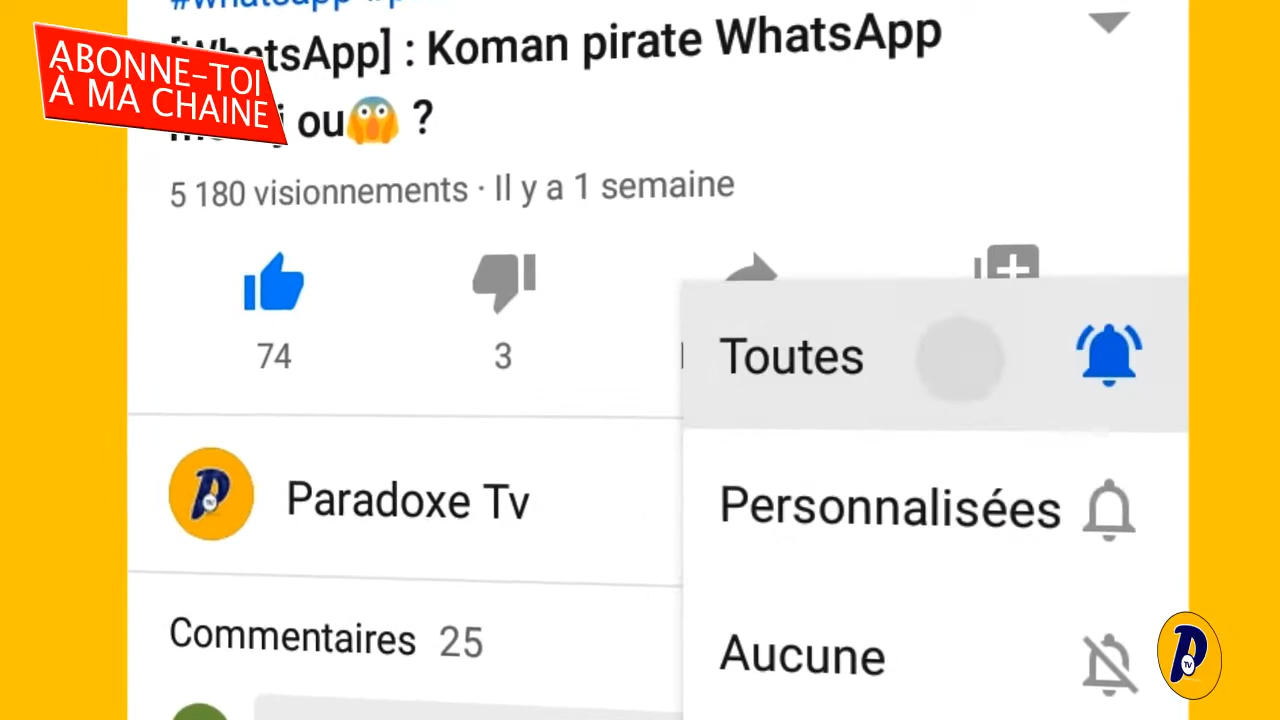 #whatsapp
ABONNE-TOI
À MA CHAINE
[WhatsApp] : Koman pirate WhatsApp
ou😱 ?
5 180 visionnements · Il y a 1 semaine
74
3
Toutes
Paradoxe Tv
Personnalisées
Commentaires 25
Aucune